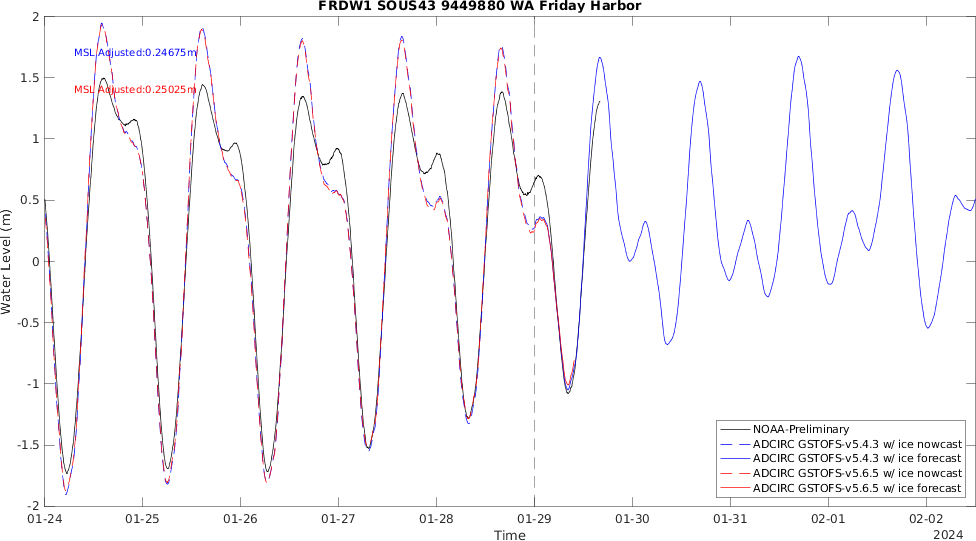 FRDW1 SOUS43 9449880 WA Friday Harbor
MSL Adjusted:0.24675m
MSL Adjusted:0.25025m
Water Level (m)
2
1.5
1
0.5
0
-0.5
-1
-1.5
-2
NOAA-Preliminary
ADCIRC GSTOFS-v5.4.3 w/ ice nowcast
ADCIRC GSTOFS-v5.4.3 w/ ice forecast
ADCIRC GSTOFS-v5.6.5 w/ ice nowcast
ADCIRC GSTOFS-v5.6.5 w/ ice forecast
01-24 01-25 01-26 01-27 01-28 01-29 01-30 01-31 02-01 02-02
Time
2024